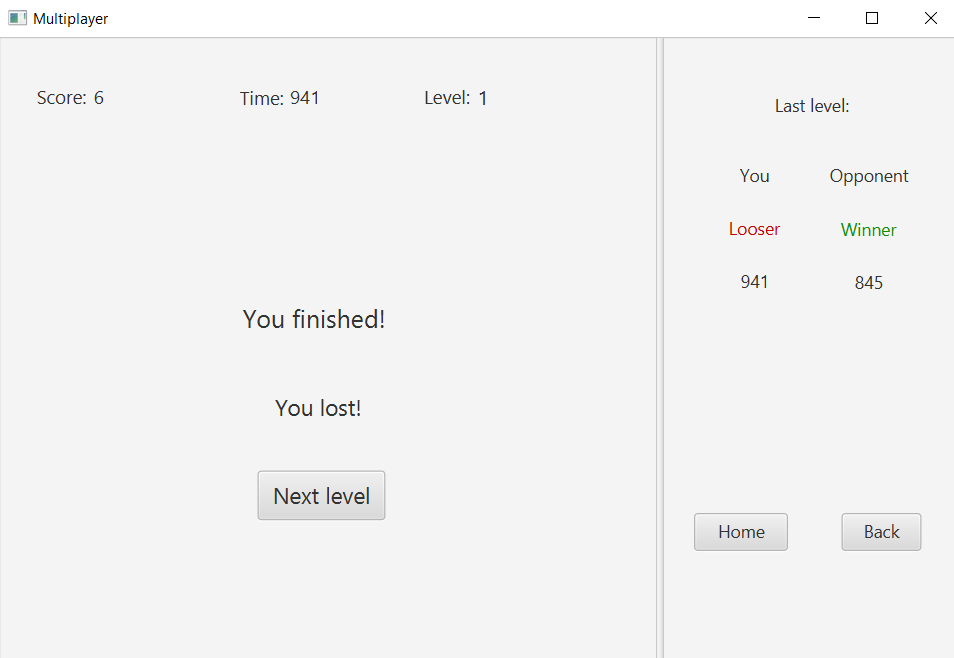 Multiplayer
Score: 6 Time: 941 Level: 1
You finished!
You lost!
Next level
Last level:
You Opponent
Looser Winner
941 845
Home Back